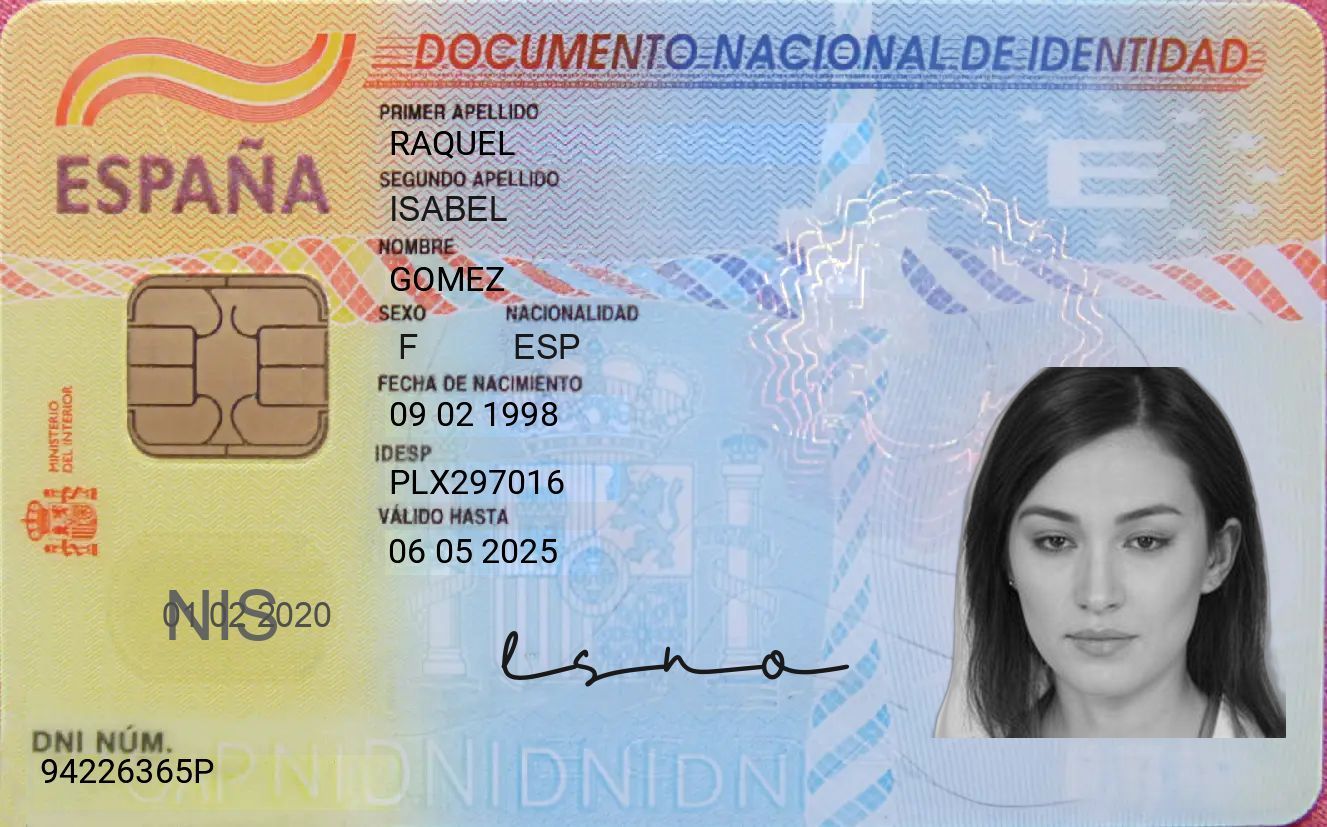 DOCUMENTO NACIONAL DE IDENTIDAD
ESPAÑA
PRIMER APELLIDO
RAQUEL
SEGUNDO APELLIDO
ISABEL
NOMBRE
GOMEZ
SEXO NACIONALIDAD
F ESP
FECHA DE NACIMIENTO
09 02 1998
IDESP
PLX297016
VÁLIDO HASTA
06 05 2025
MINISTERIO
DEL INTERIOR
E
NIS
01 02 2020
DNI NÚM.
94226365P